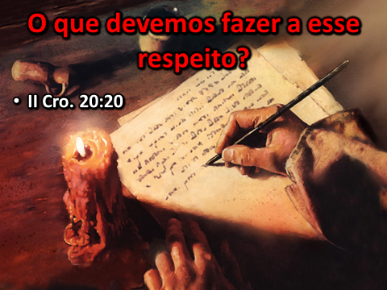 O que devemos fazer a esse
respeito?
• II Cro. 20:20